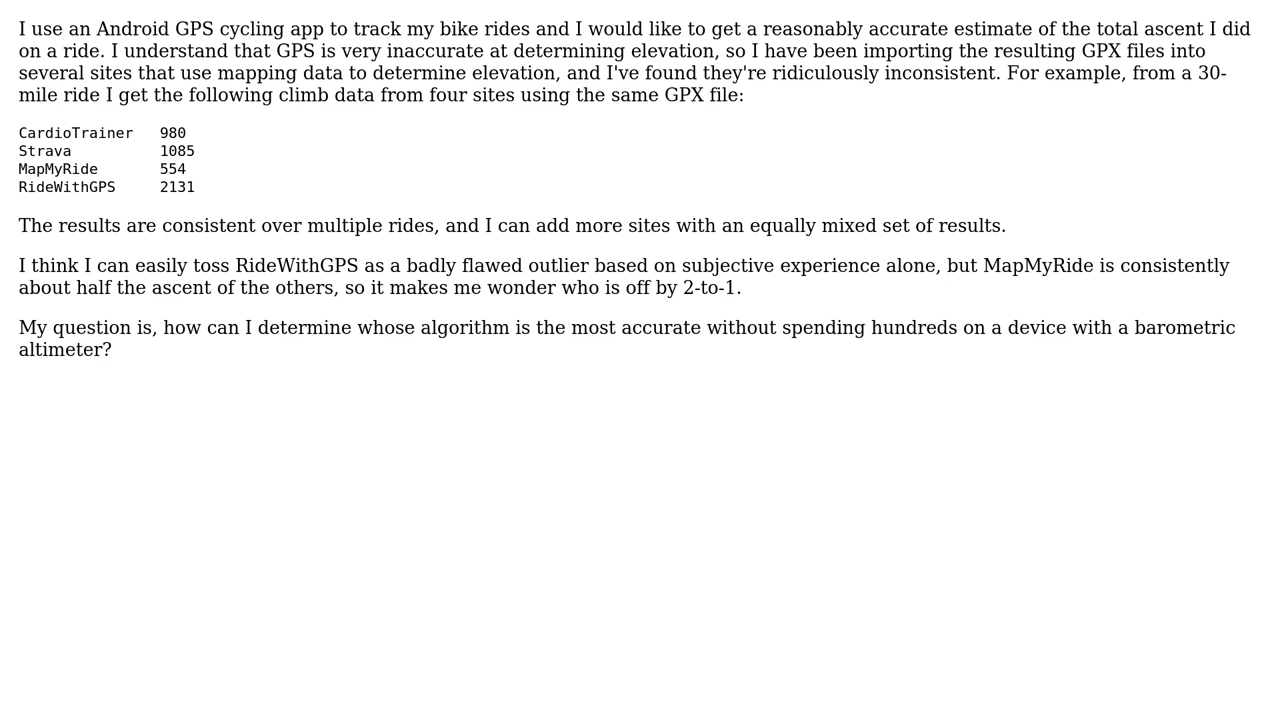 I use an Android GPS cycling app to track my bike rides and I would like to get a reasonably accurate estimate of the total ascent I did
on a ride. I understand that GPS is very inaccurate at determining elevation, so I have been importing the resulting GPX files into
several sites that use mapping data to determine elevation, and I've found they're ridiculously inconsistent. For example, from a 30-
mile ride I get the following climb data from four sites using the same GPX file:
CardioTrainer   980
Strava          1085
MapMyRide       554
RideWithGPS     2131
The results are consistent over multiple rides, and I can add more sites with an equally mixed set of results.
I think I can easily toss RideWithGPS as a badly flawed outlier based on subjective experience alone, but MapMyRide is consistently
about half the ascent of the others, so it makes me wonder who is off by 2-to-1.
My question is, how can I determine whose algorithm is the most accurate without spending hundreds on a device with a barometric
altimeter?